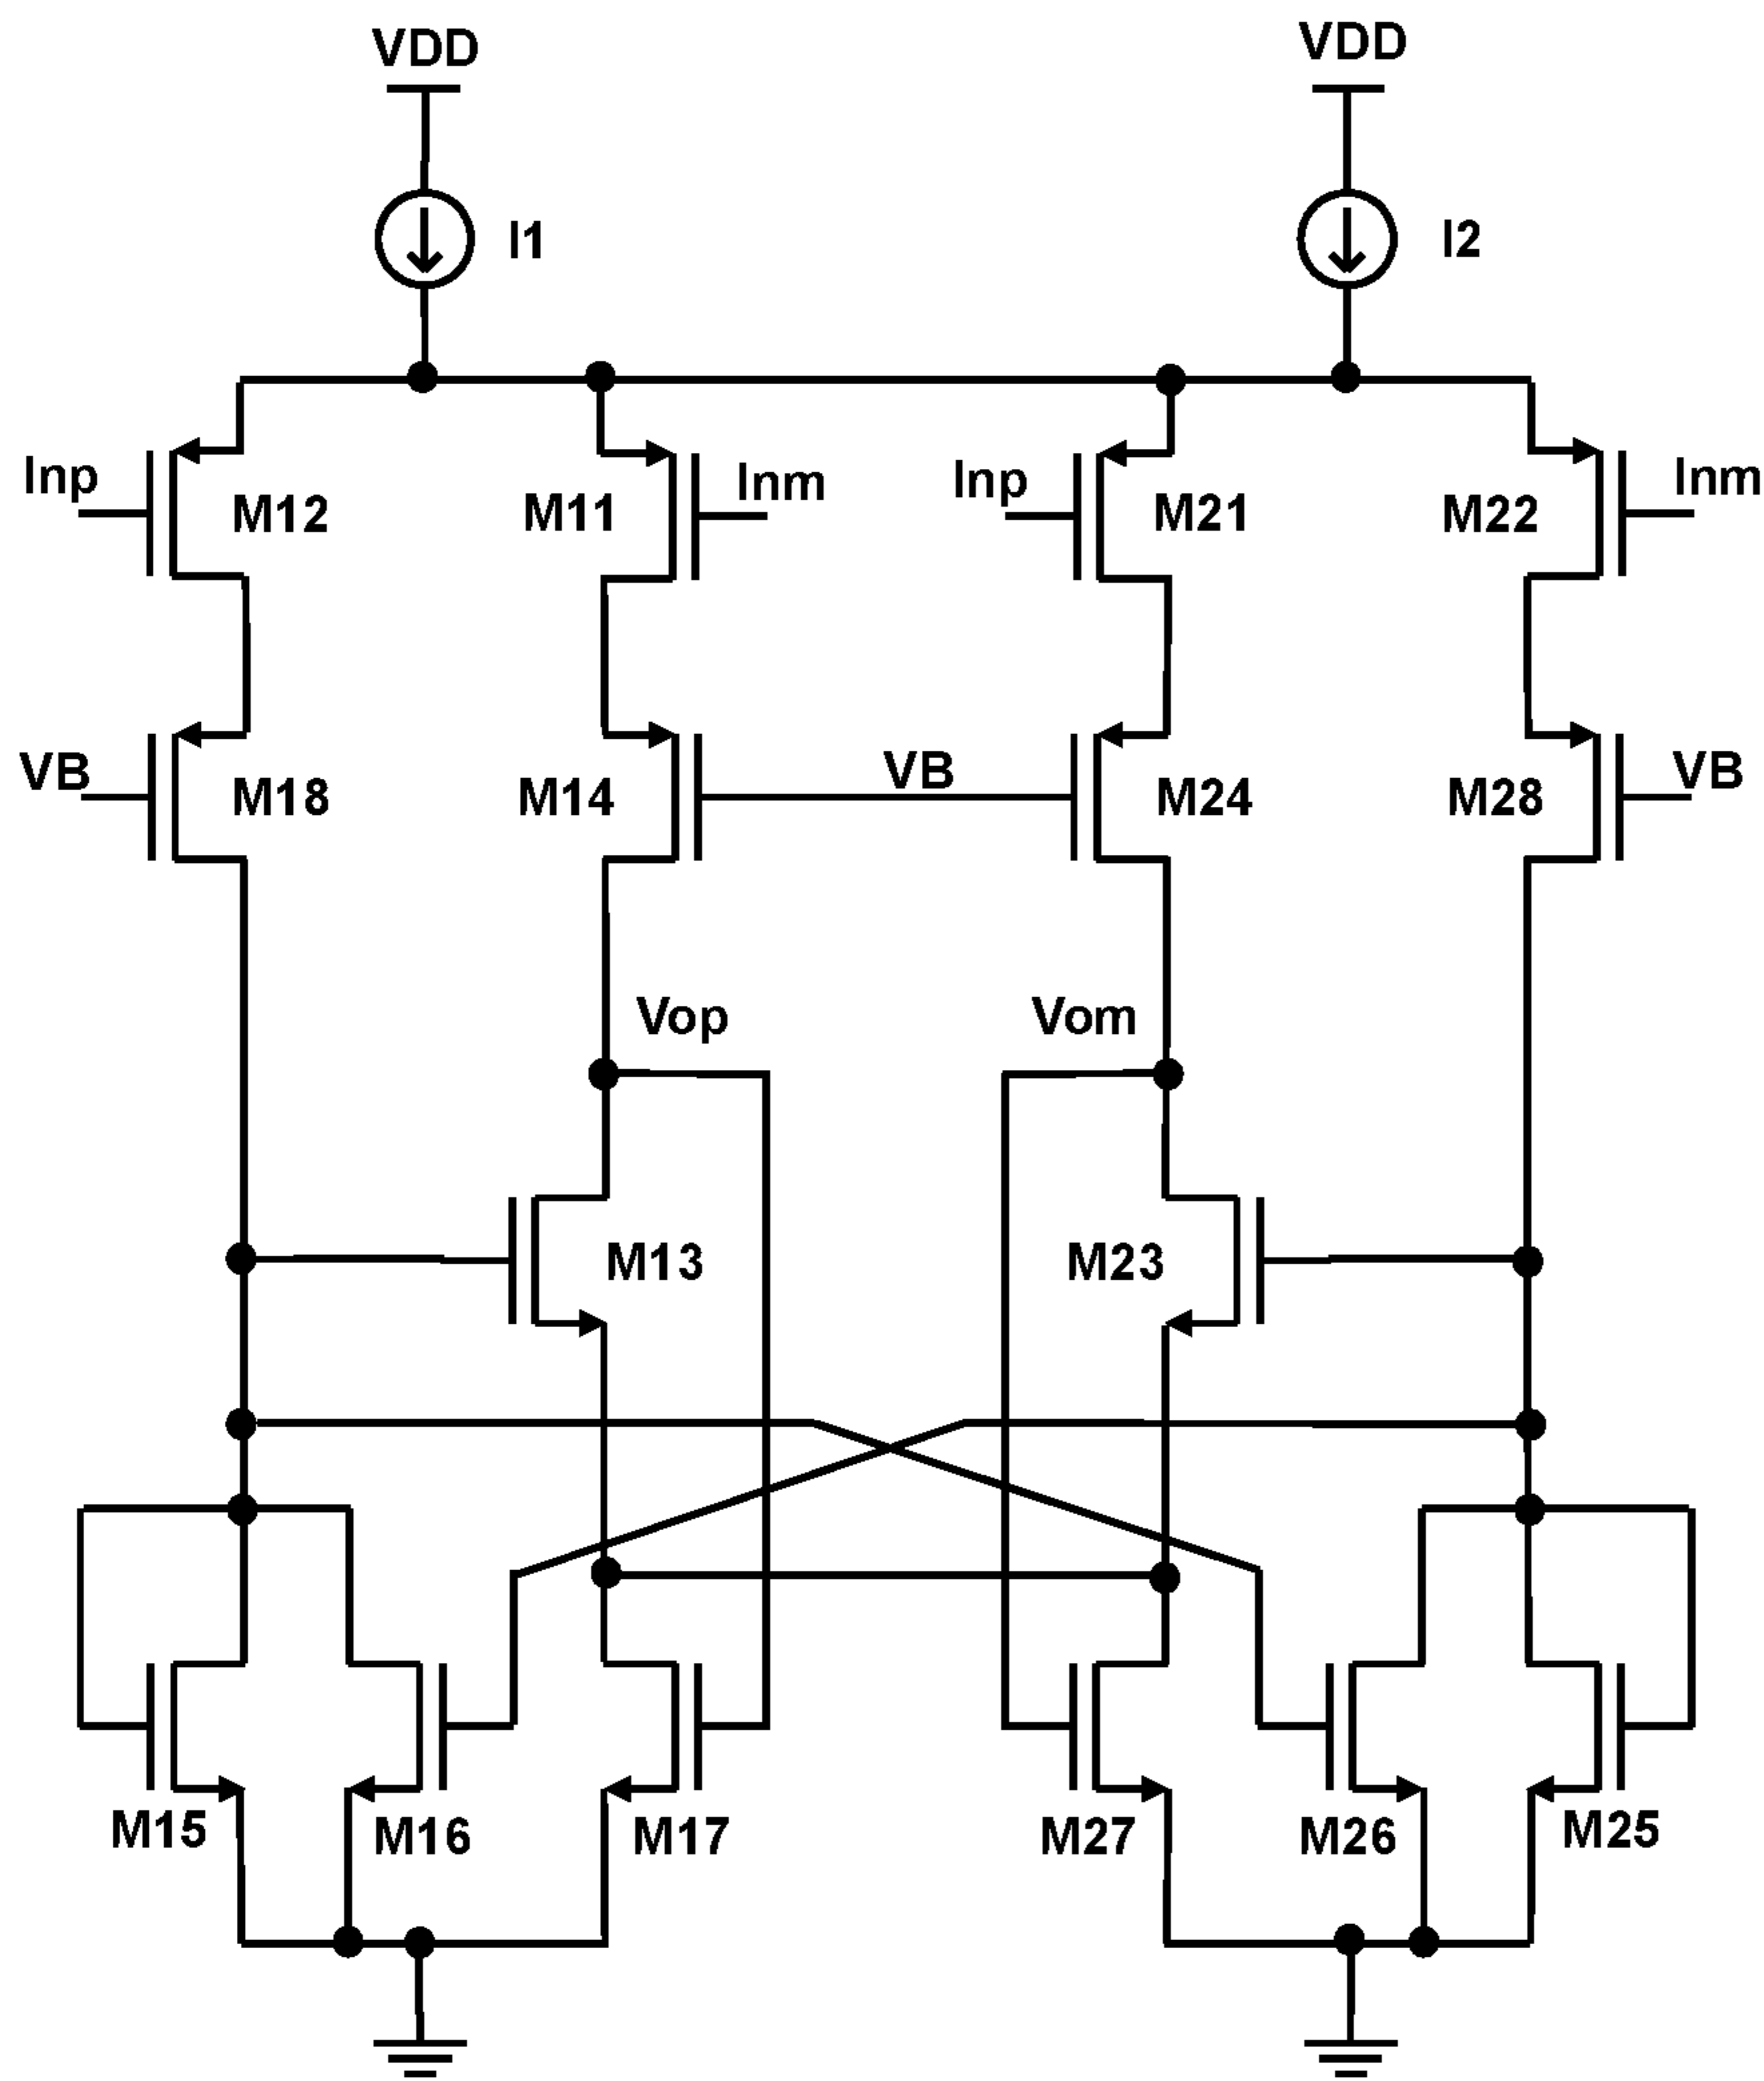 VDD VDD
I1 I2
Inp Inm Inp Inm
M12 M11 M21 M22
VB VB VB
M18 M14 M24 M28
Vop Vom
M13 M23
M15 M16 M17 M27 M26 M25